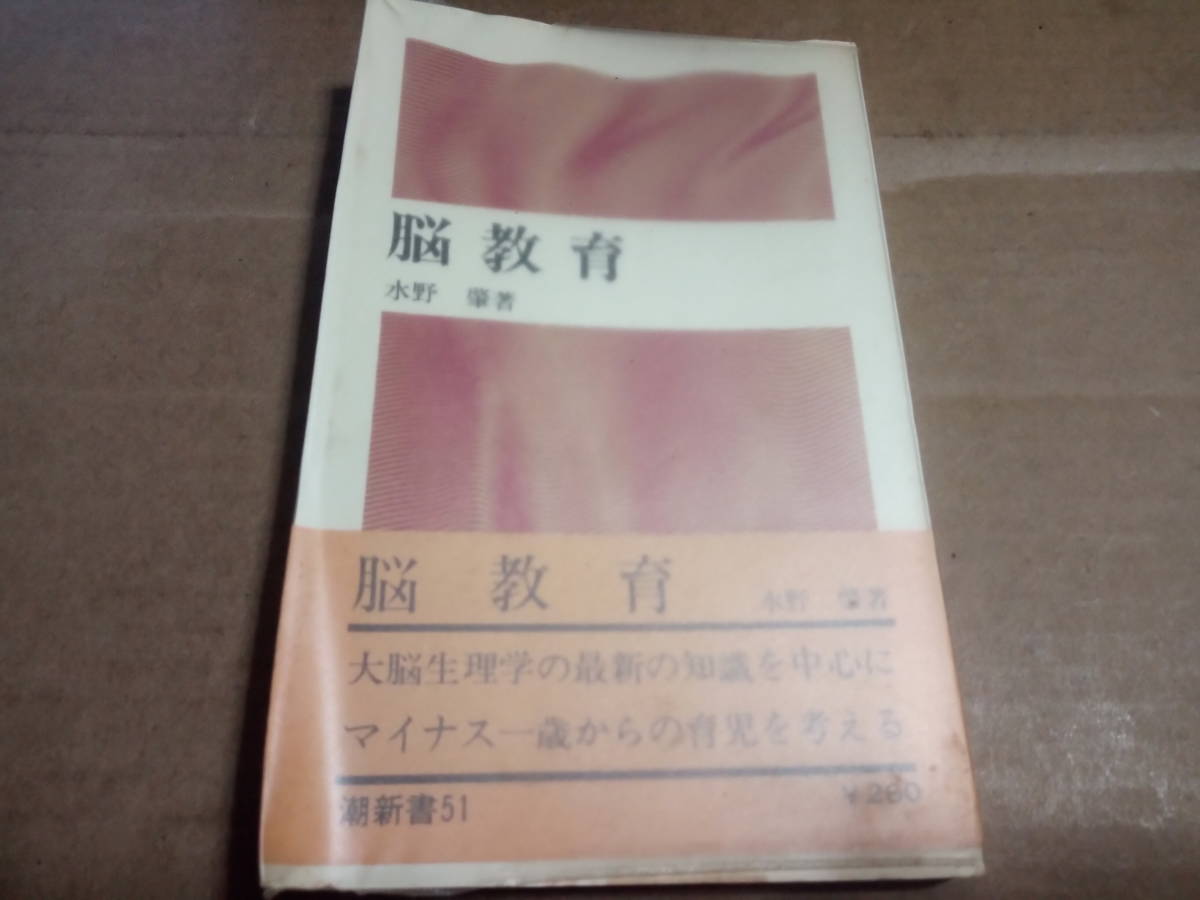 脳教育
水野 肇著
脳教育 水野 肇著
大脳生理学の最新の知識を中心に
マイナス一歳からの育児を考える
潮新書51 ¥260